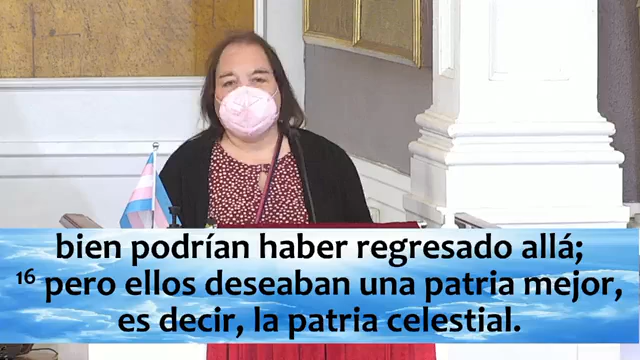 bien podrían haber regresado allá;
16 pero ellos deseaban una patria mejor,
es decir, la patria celestial.